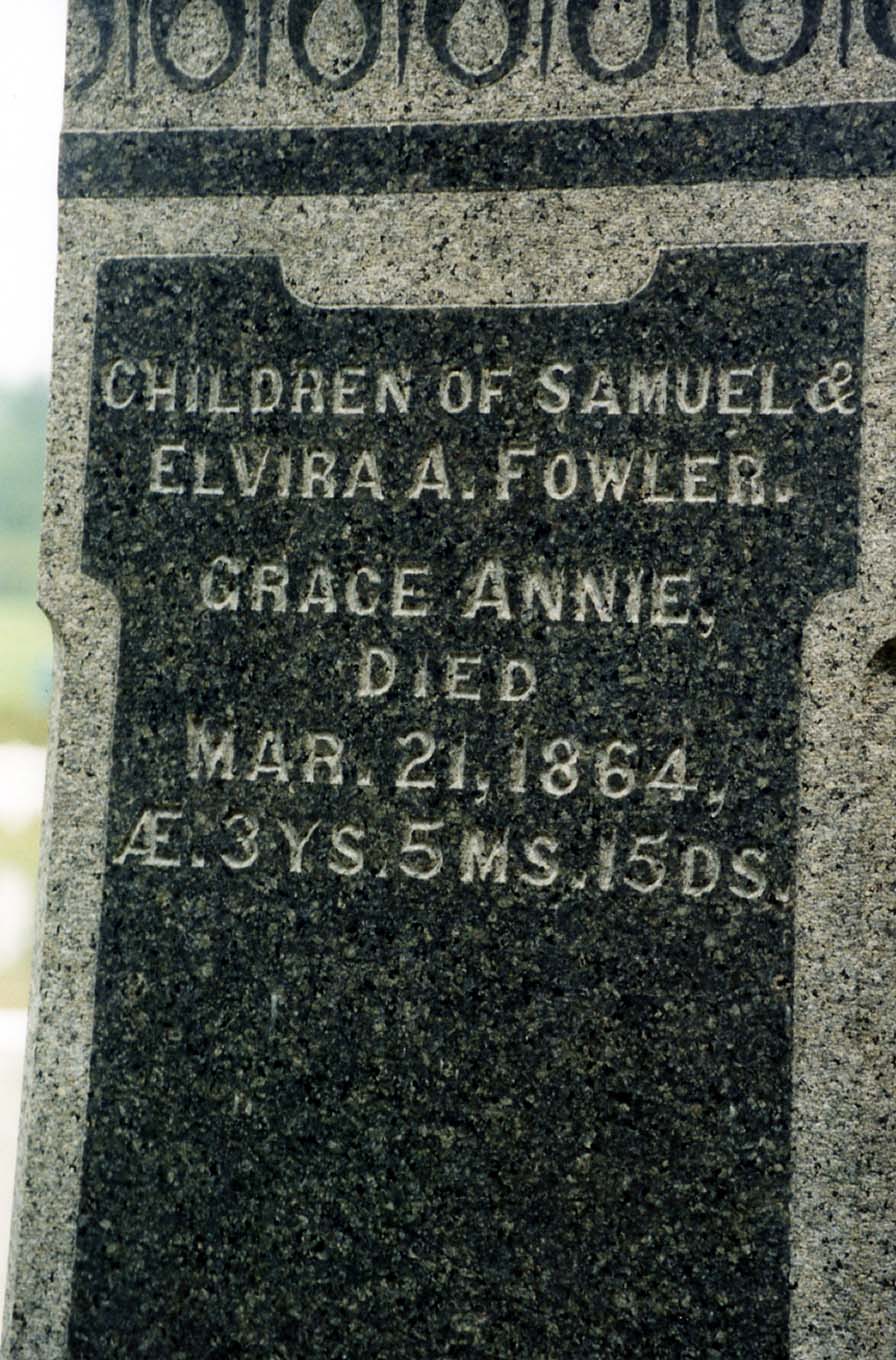 CHILDREN OF SAMUEL &
ELVIRA A. FOWLER.
GRACE ANNIE,
DIED
MAR. 21, 1864,
Æ. 3 YS. 5 MS. 15 DS.